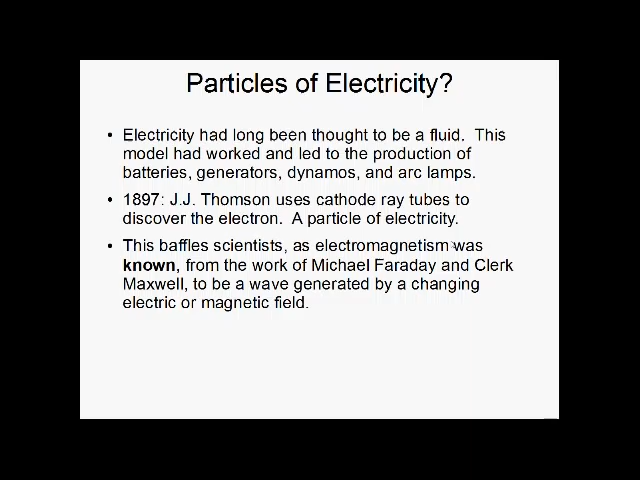 Particles of Electricity?
• Electricity had long been thought to be a fluid. This
model had worked and led to the production of
batteries, generators, dynamos, and arc lamps.
• 1897: J.J. Thomson uses cathode ray tubes to
discover the electron. A particle of electricity.
• This baffles scientists, as electromagnetism was
known, from the work of Michael Faraday and Clerk
Maxwell, to be a wave generated by a changing
electric or magnetic field.